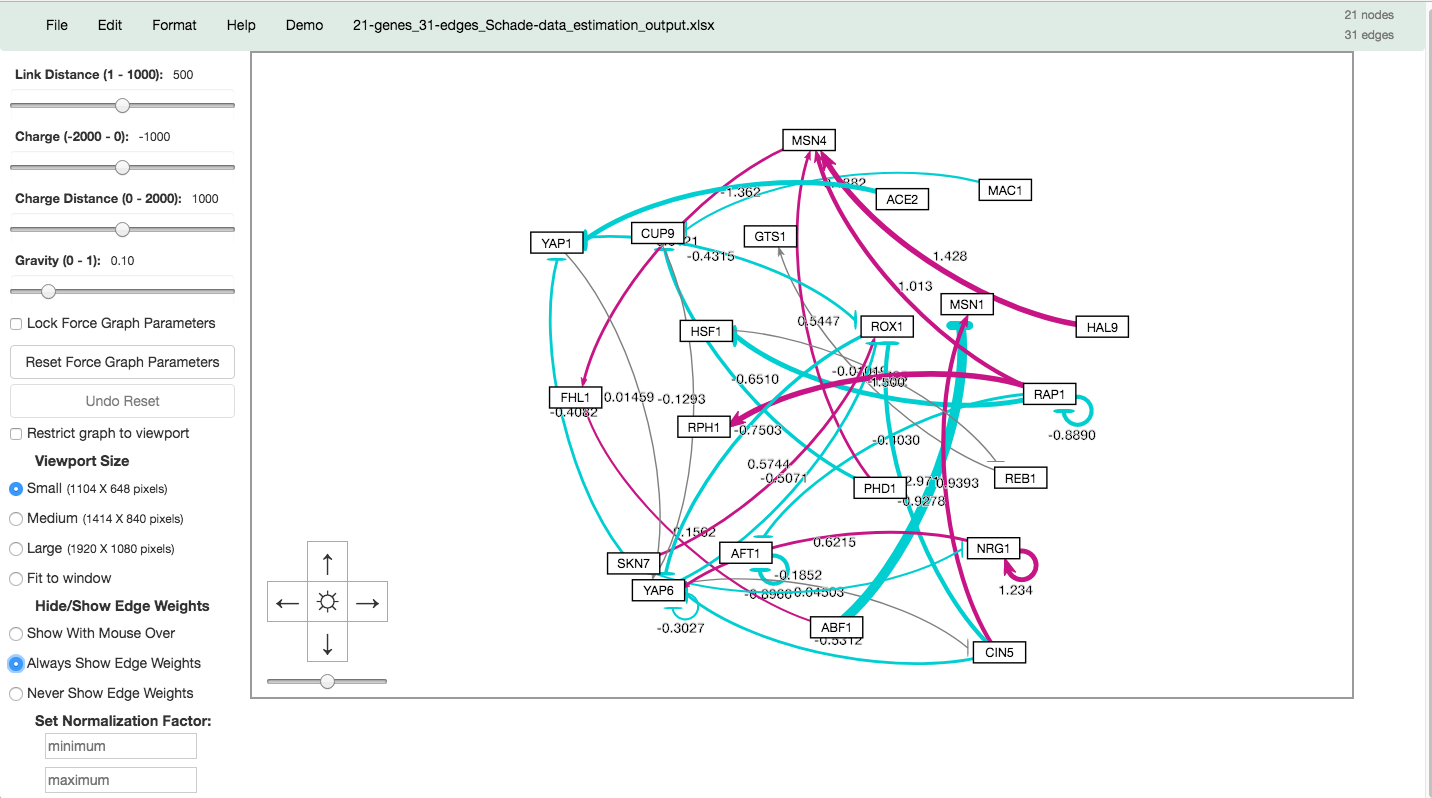 File Edit Format Help Demo 21-genes_31-edges_Schade-data_estimation_output.xlsx
21 nodes
31 edges
Link Distance (1 - 1000): 500
Charge (-2000 - 0): -1000
Charge Distance (0 - 2000): 1000
Gravity (0 - 1): 0.10
Lock Force Graph Parameters
Reset Force Graph Parameters
Undo Reset
Restrict graph to viewport
Viewport Size
Small (1104 X 648 pixels)
Medium (1414 X 840 pixels)
Large (1920 X 1080 pixels)
Fit to window
Hide/Show Edge Weights
Show With Mouse Over
Always Show Edge Weights
Never Show Edge Weights
Set Normalization Factor:
minimum
maximum
MSN4
-1.362
MAC1
ACE2
YAP1
CUP9
GTS1
-0.4315
1.428
1.013
MSN1
HSF1
0.5447
ROX1
HAL9
-0.6510
-1.500
FHL1
0.01459
-0.1293
RAP1
-0.4082
RPH1
-0.7503
-0.4030
-0.8890
0.5744
-0.5071
PHD1
0.9393
REB1
-0.9278
0.1562
SKN7
AFT1
0.6215
NRG1
-0.1852
YAP6
-0.8966
0.04503
1.234
-0.3027
ABF1
-0.5312
CIN5